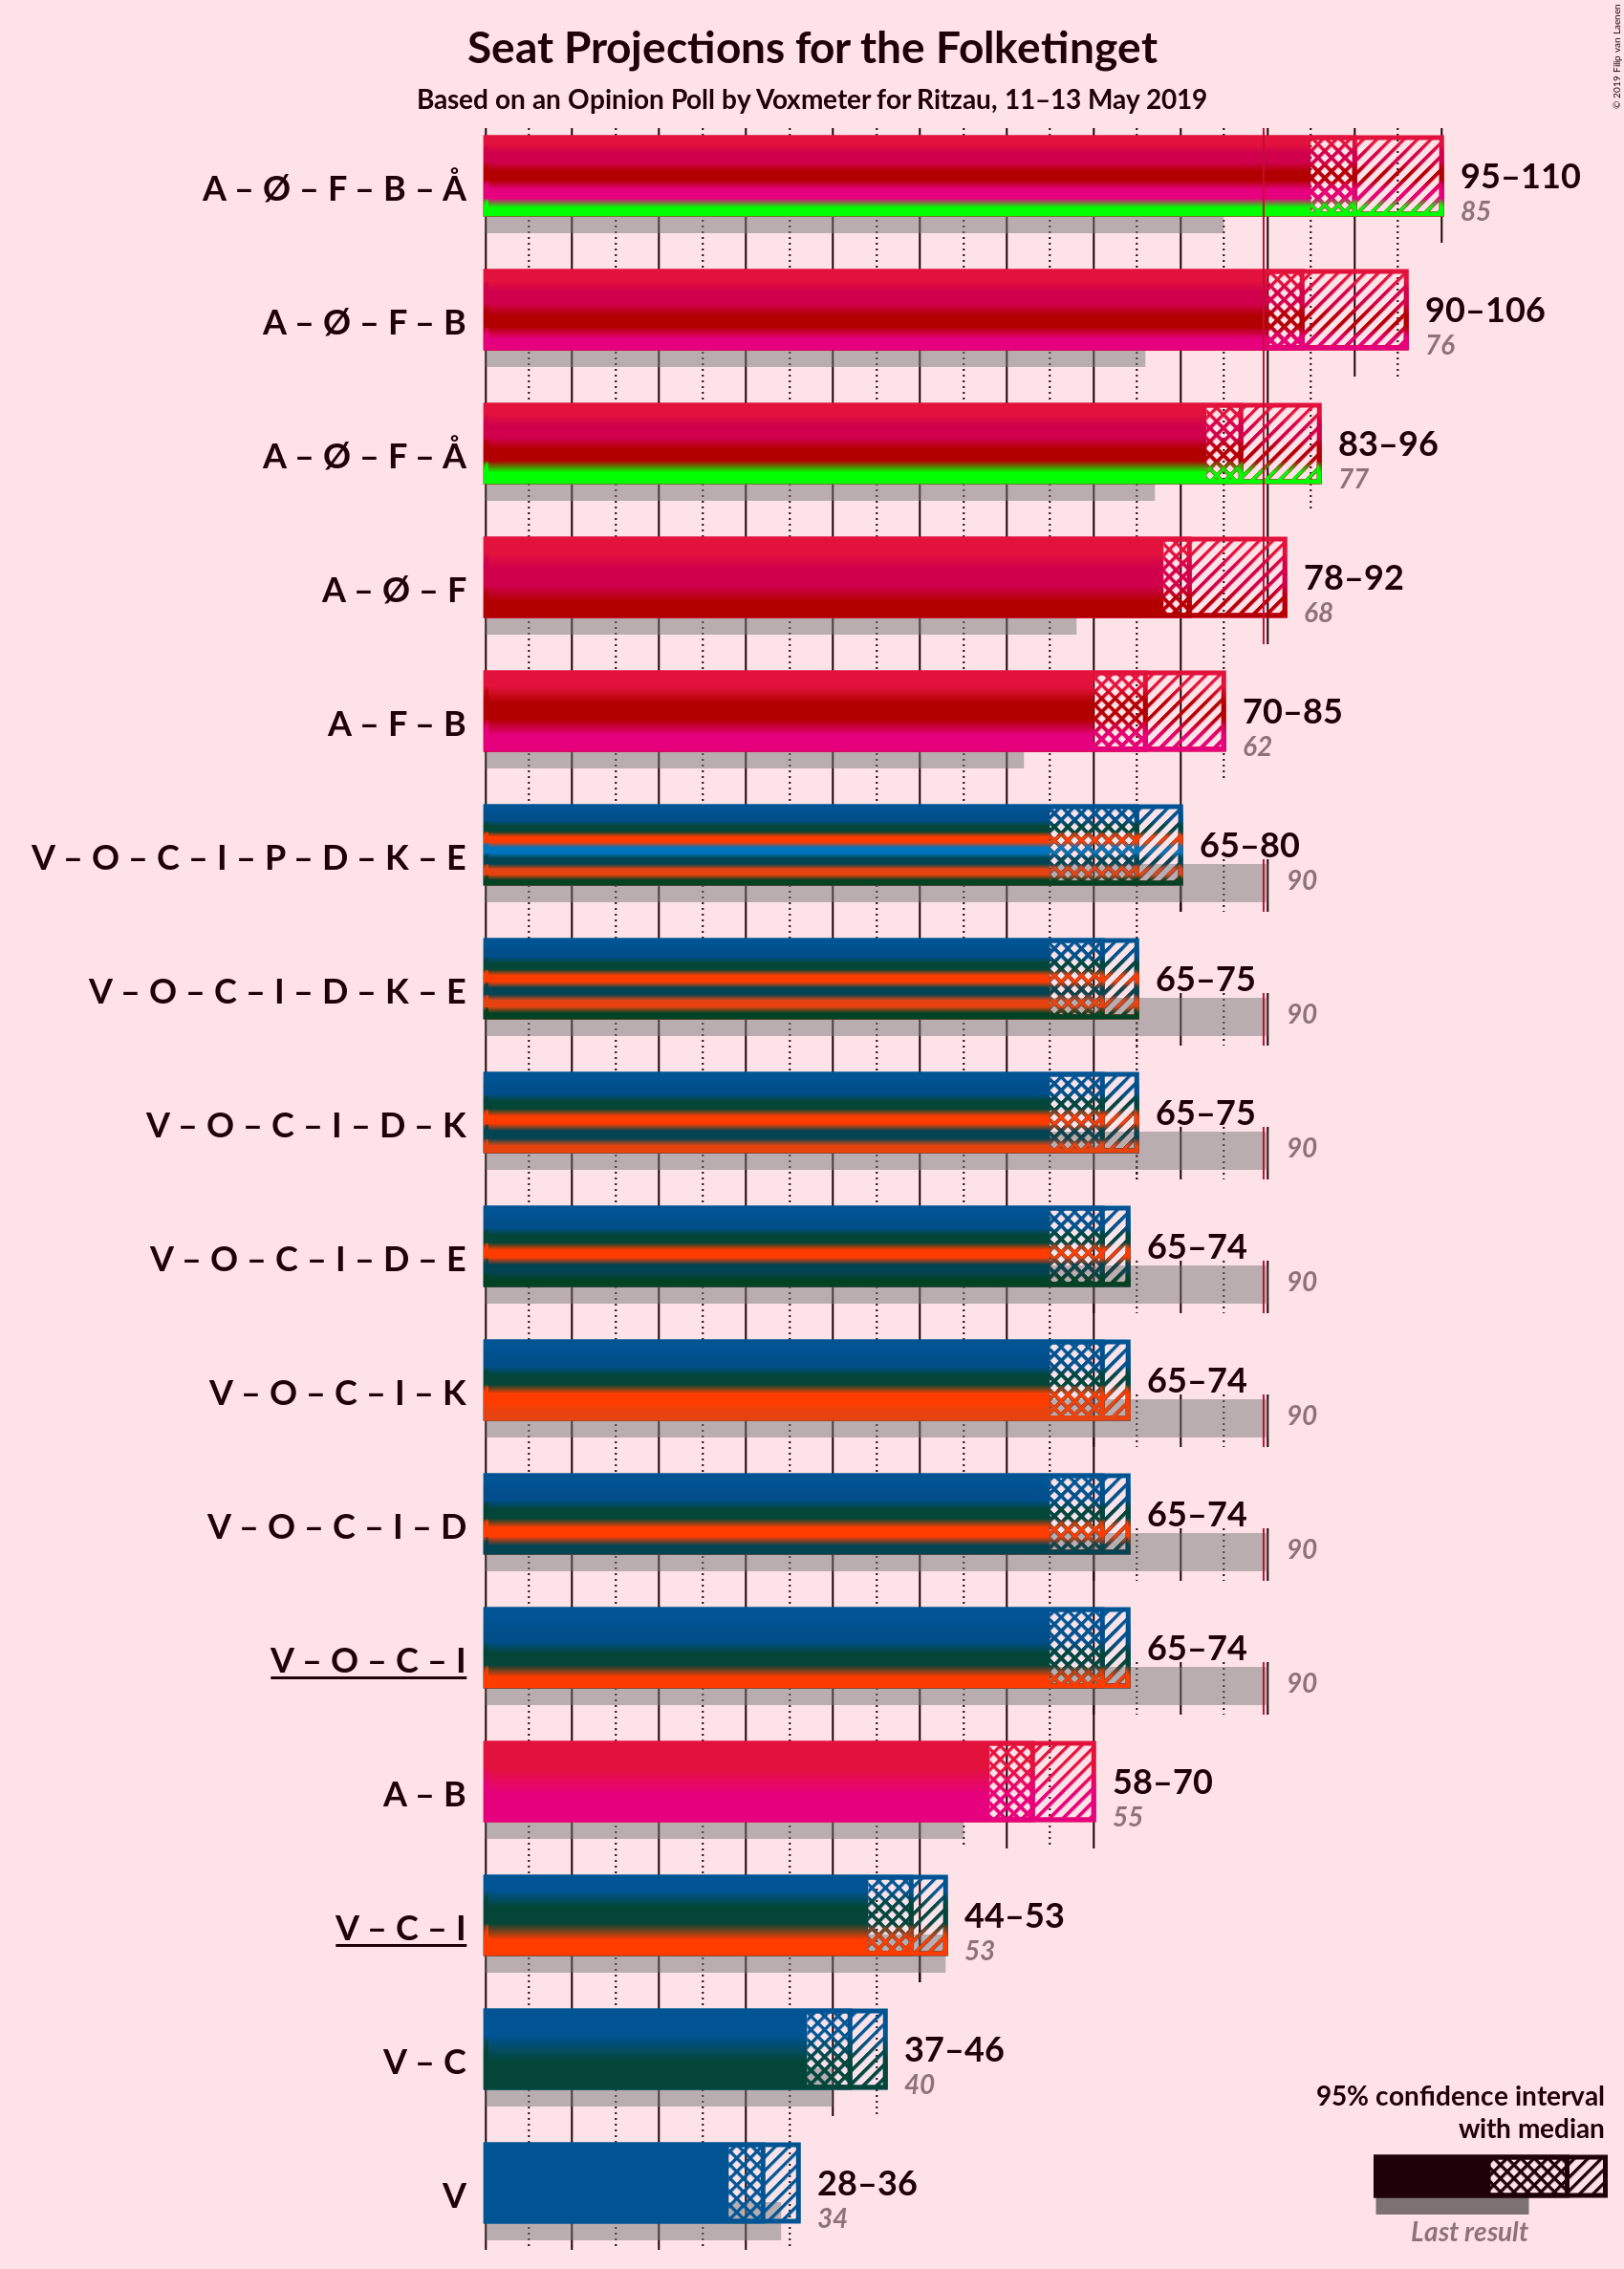 Seat Projections for the Folketinget
Based on an Opinion Poll by Voxmeter for Ritzau, 11–13 May 2019
© 2019 Filip van Laenen
A – Ø – F – B – Å
95–110
85
A – Ø – F – B
90–106
76
A – Ø – F – Å
83–96
77
A – Ø – F
78–92
68
A – F – B
70–85
62
V – O – C – I – P – D – K – E
65–80
90
V – O – C – I – D – K – E
65–75
90
V – O – C – I – D – K
65–75
90
V – O – C – I – D – E
65–74
90
V – O – C – I – K
65–74
90
V – O – C – I – D
65–74
90
V – O – C – I
65–74
90
A – B
58–70
55
V – C – I
44–53
53
V – C
37–46
40
V
28–36
34
95% confidence interval
with median
Last result